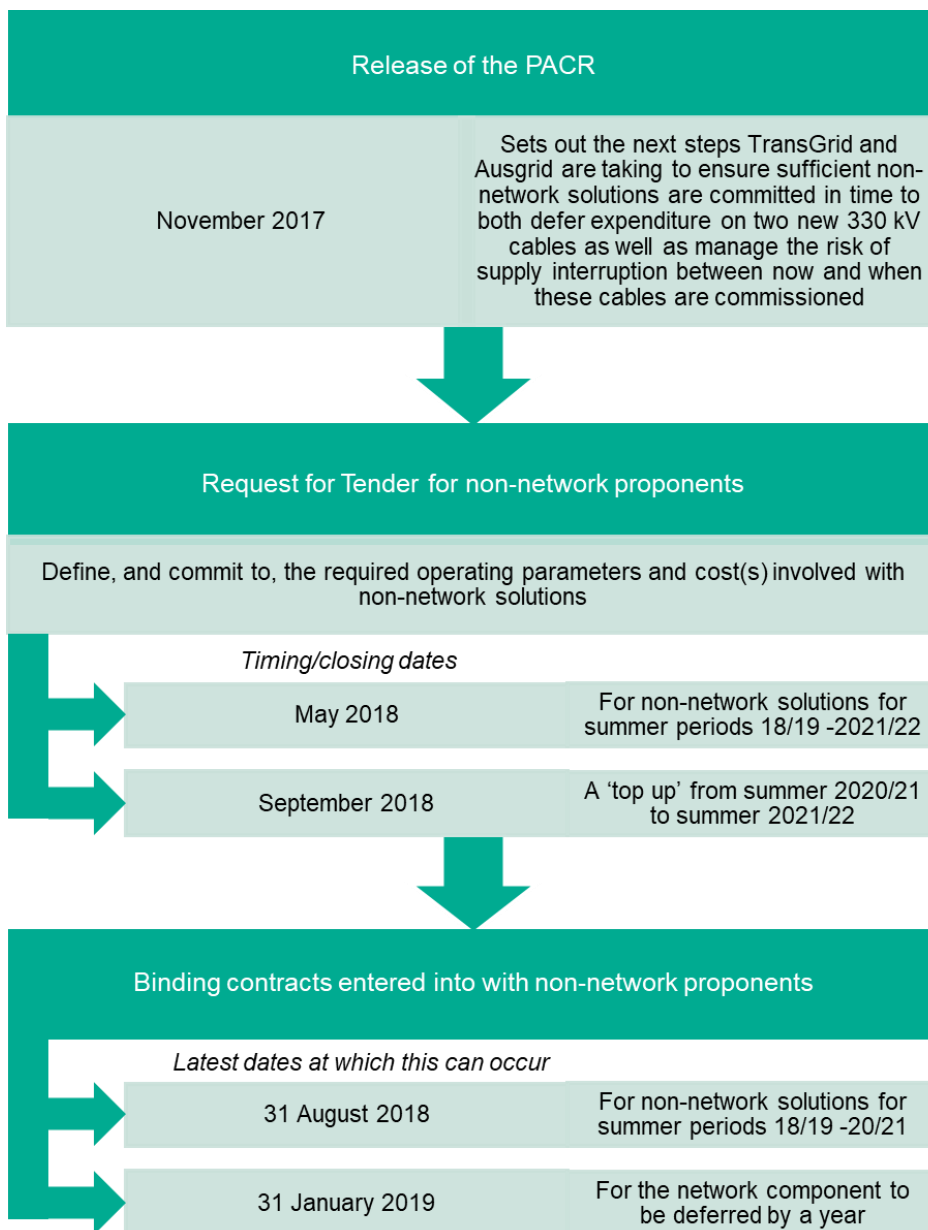 Release of the PACR
November 2017
Sets out the next steps TransGrid and
Ausgrid are taking to ensure sufficient non-
network solutions are committed in time to
both defer expenditure on two new 330 kV
cables as well as manage the risk of
supply interruption between now and when
these cables are commissioned
Request for Tender for non-network proponents
Define, and commit to, the required operating parameters and cost(s) involved with
non-network solutions
Timing/closing dates
May 2018
For non-network solutions for
summer periods 18/19 -2021/22
September 2018
A ‘top up’ from summer 2020/21
to summer 2021/22
Binding contracts entered into with non-network proponents
Latest dates at which this can occur
31 August 2018
For non-network solutions for
summer periods 18/19 -20/21
31 January 2019
For the network component to
be deferred by a year